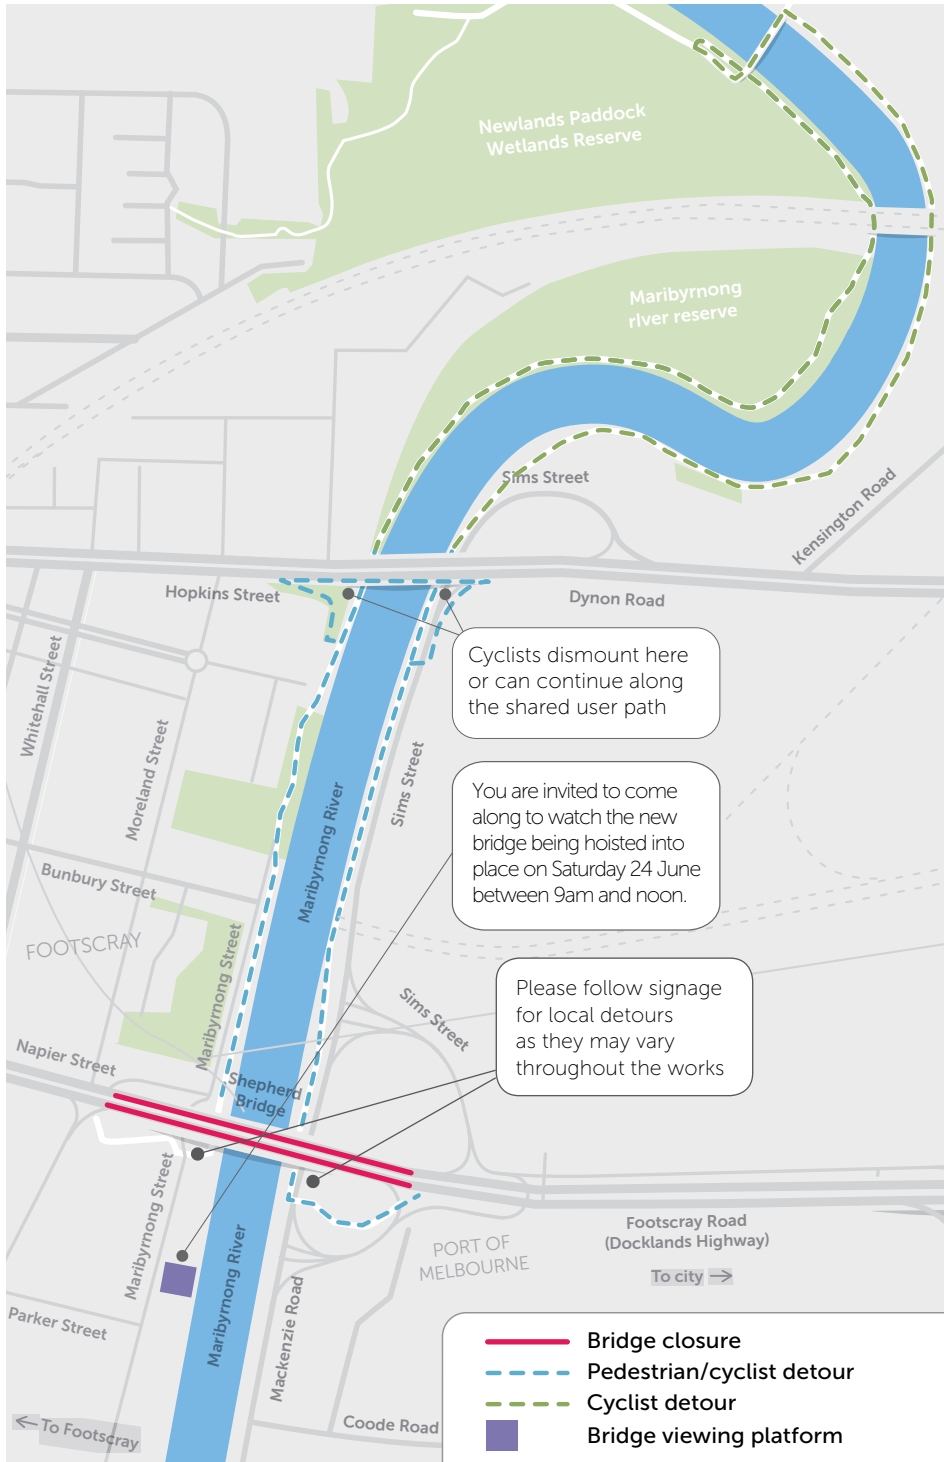 Newlands Paddock
Wetlands Reserve
Maribyrnong
river reserve
Sims Street
Kensington Road
Hopkins Street
Dynon Road
Whitehall Street
Cyclists dismount here
or can continue along
the shared user path
Moreland Street
Sims Street
Maribyrnong River
You are invited to come
along to watch the new
bridge being hoisted into
place on Saturday 24 June
between 9am and noon.
Bunbury Street
FOOTSCRAY
Maribyrnong Street
Sims Street
Please follow signage
for local detours
as they may vary
throughout the works
Napier Street
Shepherd
Bridge
Maribyrnong Street
Maribyrnong River
PORT OF
MELBOURNE
Footscray Road
(Docklands Highway)
To city →
Mackenzie Road
Parker Street
← To Footscray
Coode Road
Bridge closure
Pedestrian/cyclist detour
Cyclist detour
Bridge viewing platform